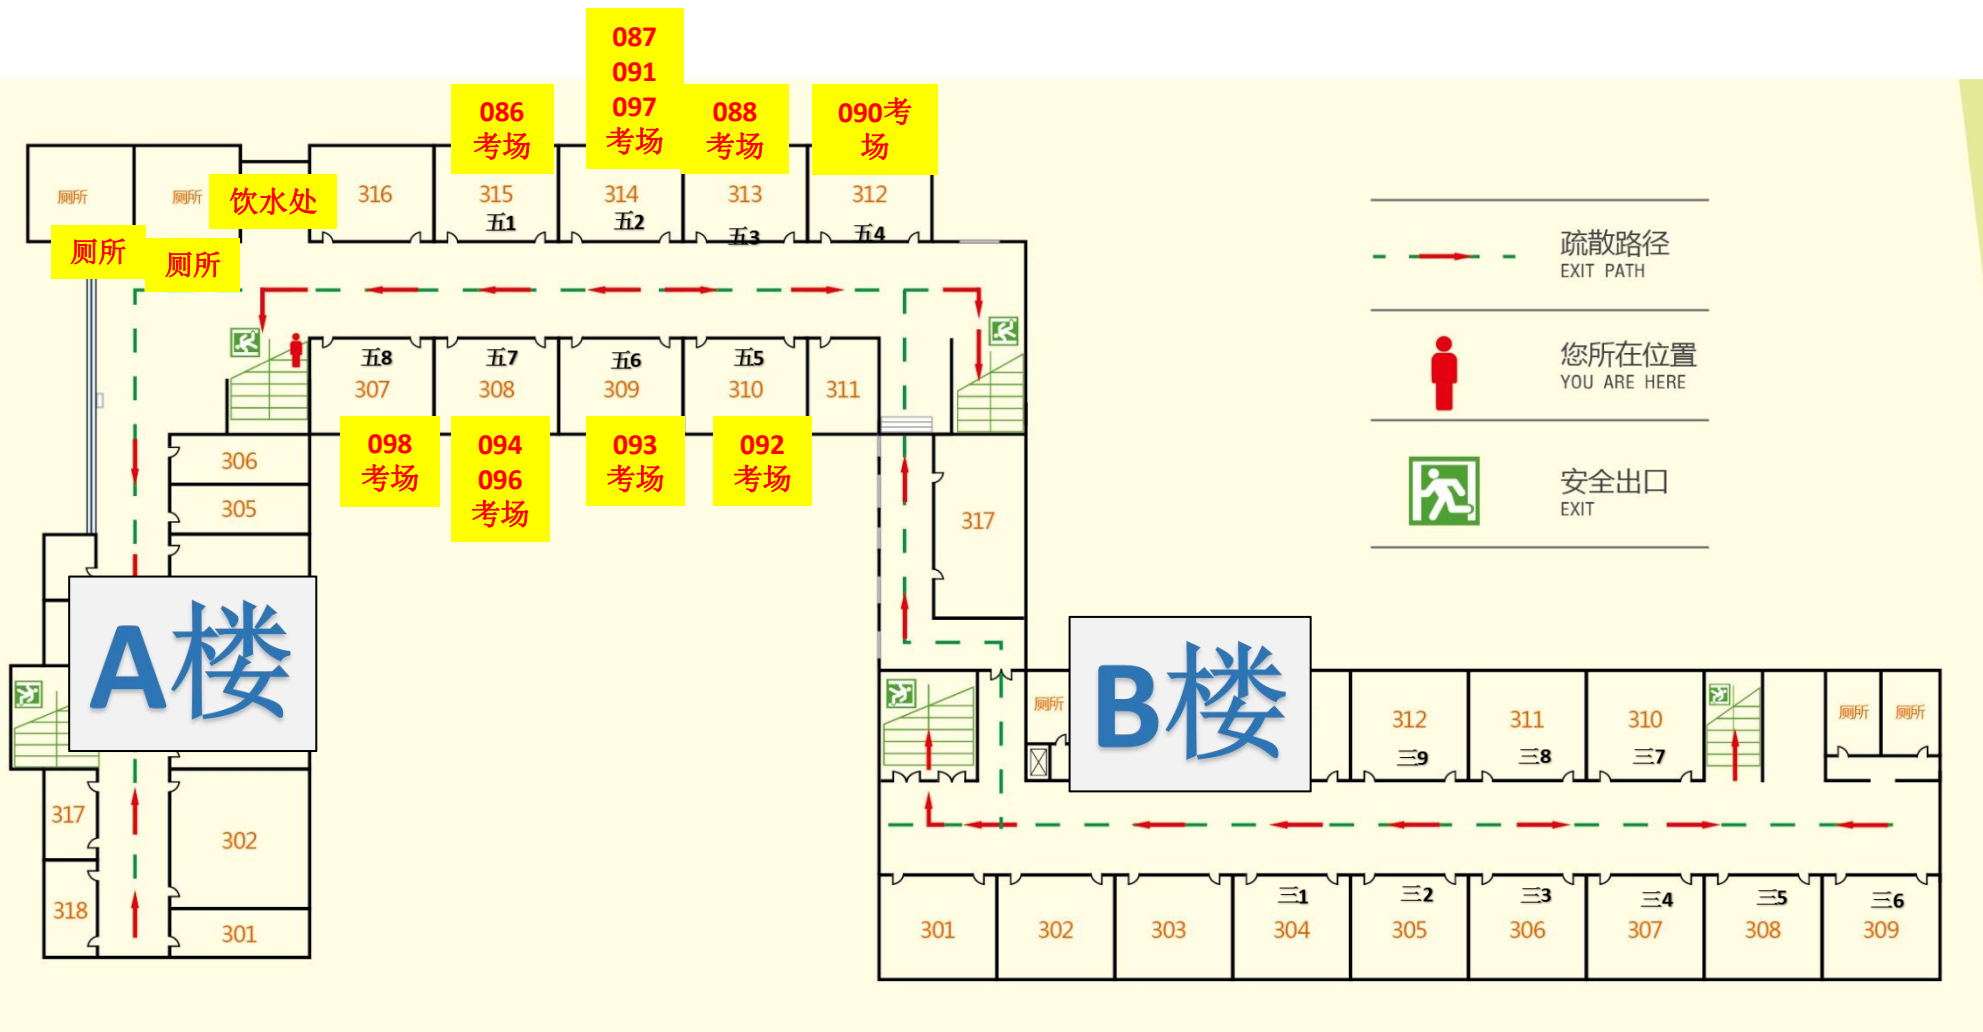 087
091
097
考场
086
考场
088
考场
090考
场
厕所
厕所
饮水处
316
315
314
313
312
五1
五2
五3
五4
厕所
厕所
疏散路径
EXIT PATH
您所在位置
YOU ARE HERE
安全出口
EXIT
五8
五7
五6
五5
307
308
309
310
311
098
考场
094
096
考场
093
考场
092
考场
306
305
317
A楼
B楼
厕所
312
311
310
厕所
厕所
三9
三8
三7
317
302
318
301
三1
三2
三3
三4
三5
三6
301
302
303
304
305
306
307
308
309